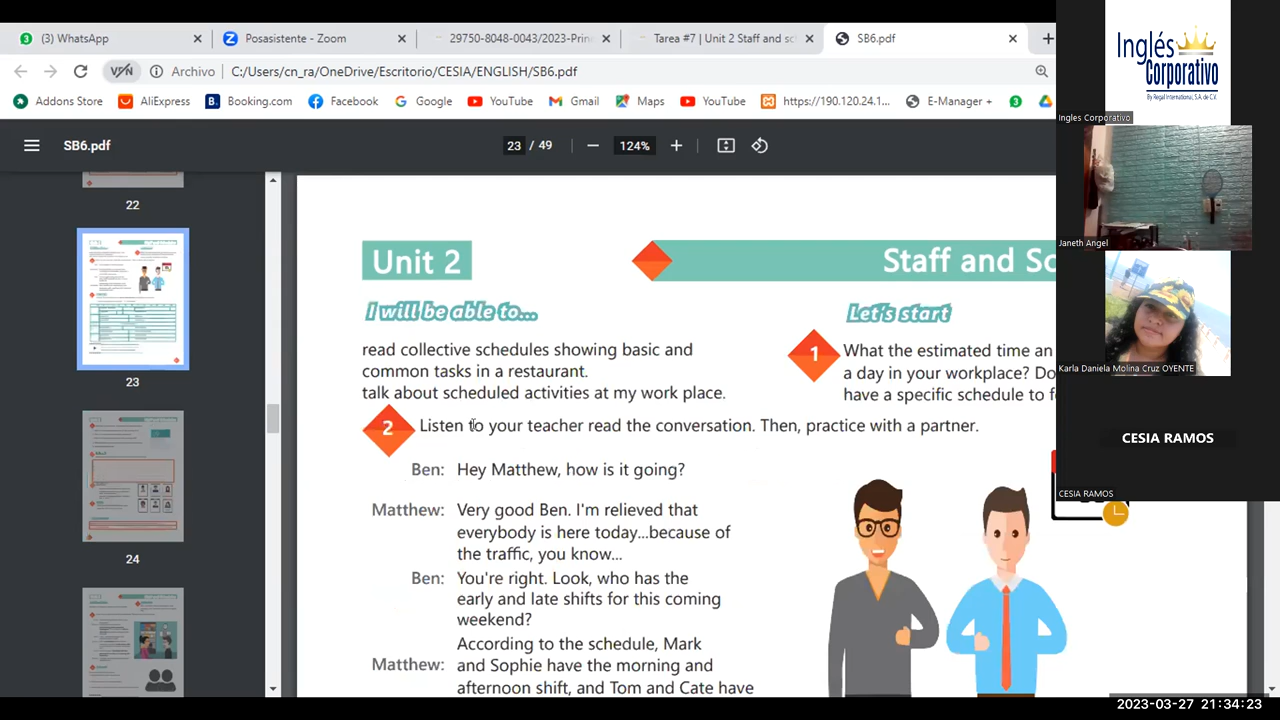 (3) WhatsApp
Posasistente - Zoom
29750-8048-0043/2023-Prin
Tarea #7 | Unit 2 Staff and sc
SB6.pdf
VPN
Archivo
C:/Users/cn_ra/OneDrive/Escritorio/CESIA/ENGLISH/SB6.pdf
Addons Store
AliExpress
Booking.com
Facebook
Google
YouTube
Gmail
Maps
YouTube
https://190.120.24.1...
E-Manager +
SB6.pdf
23 / 49
124%
22
23
24
Unit 2
Staff and Sc
I will be able to...
read collective schedules showing basic and
common tasks in a restaurant.
talk about scheduled activities at my work place.
Let's start
1
What the estimated time an
a day in your workplace? Do
have a specific schedule to f
2
Listen to your teacher read the conversation. Then, practice with a partner.
Ben: Hey Matthew, how is it going?
Matthew: Very good Ben. I'm relieved that
everybody is here today...because of
the traffic, you know...
Ben: You're right. Look, who has the
early and late shifts for this coming
weekend?
According to the schedule, Mark
Matthew: and Sophie have the morning and
afternoon shift, and Tom and Cate have
Inglés
Corporativo
By Regal International, S.A. de C.V.
Ingles Corporativo
Janeth Angel
Karla Daniela Molina Cruz OYENTE
CESIA RAMOS
CESIA RAMOS
2023-03-27 21:34:23